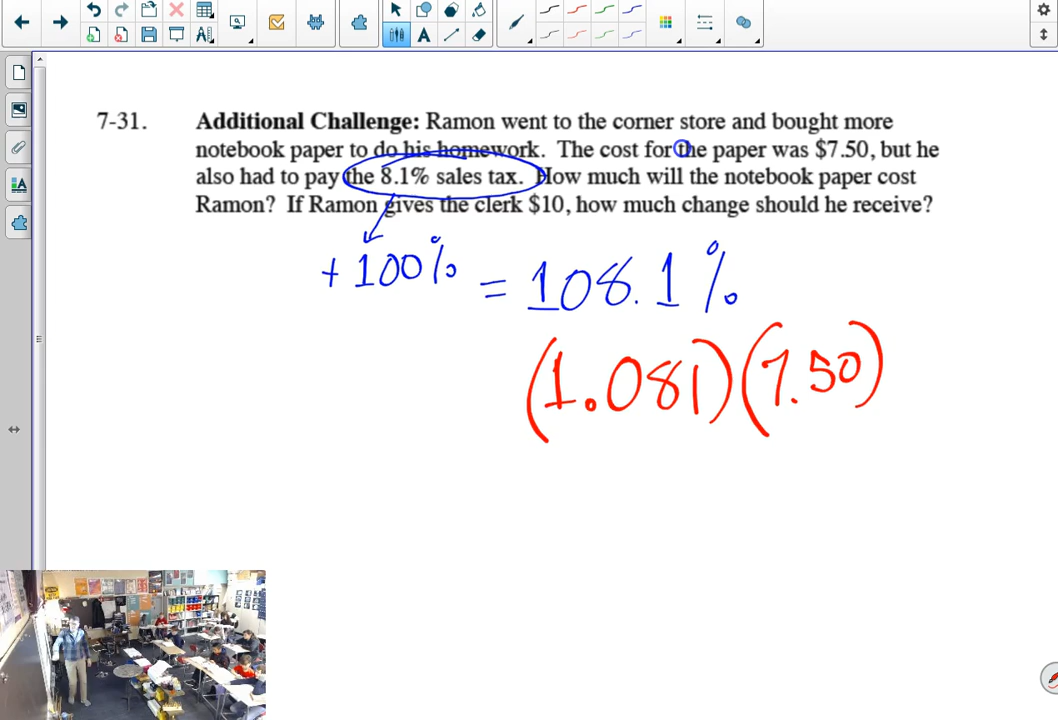 7-31. Additional Challenge: Ramon went to the corner store and bought more
notebook paper to do his homework. The cost for the paper was $7.50, but he
also had to pay the 8.1% sales tax. How much will the notebook paper cost
Ramon? If Ramon gives the clerk $10, how much change should he receive?
+ 100% = 108.1%
(1.081)(7.50)